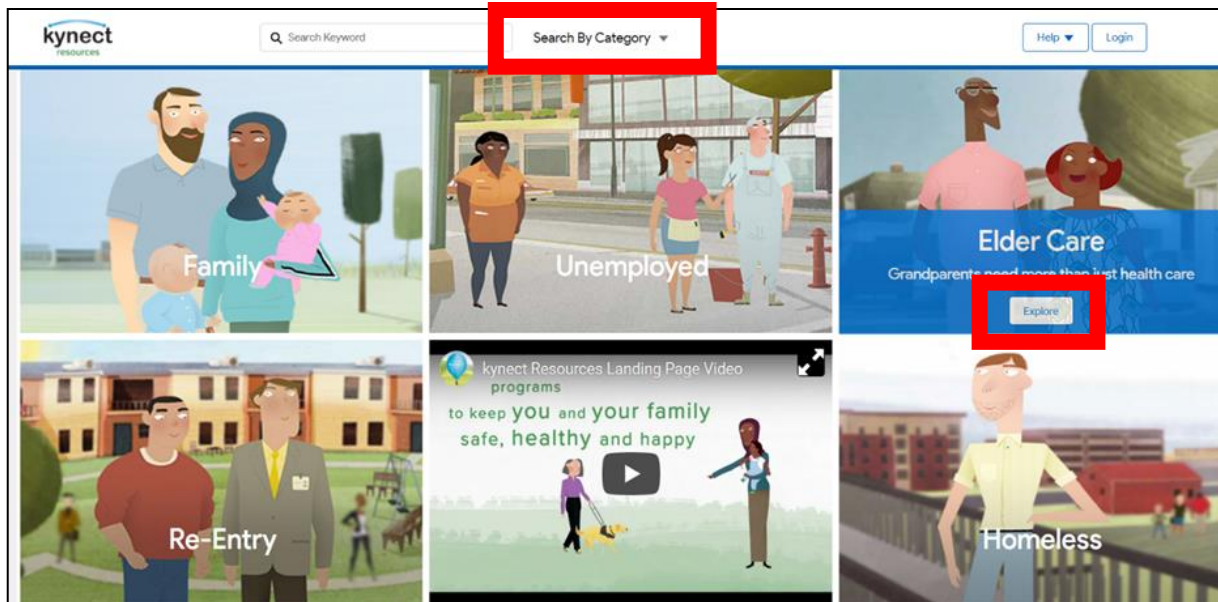 kynect
resources
Search Keyword
Search By Category
Help
Login
Family
Unemployed
Elder Care
Grandparents need more than just health care
Explore
Re-Entry
kynect Resources Landing Page Video
programs
to keep you and your family
safe, healthy and happy
Homeless